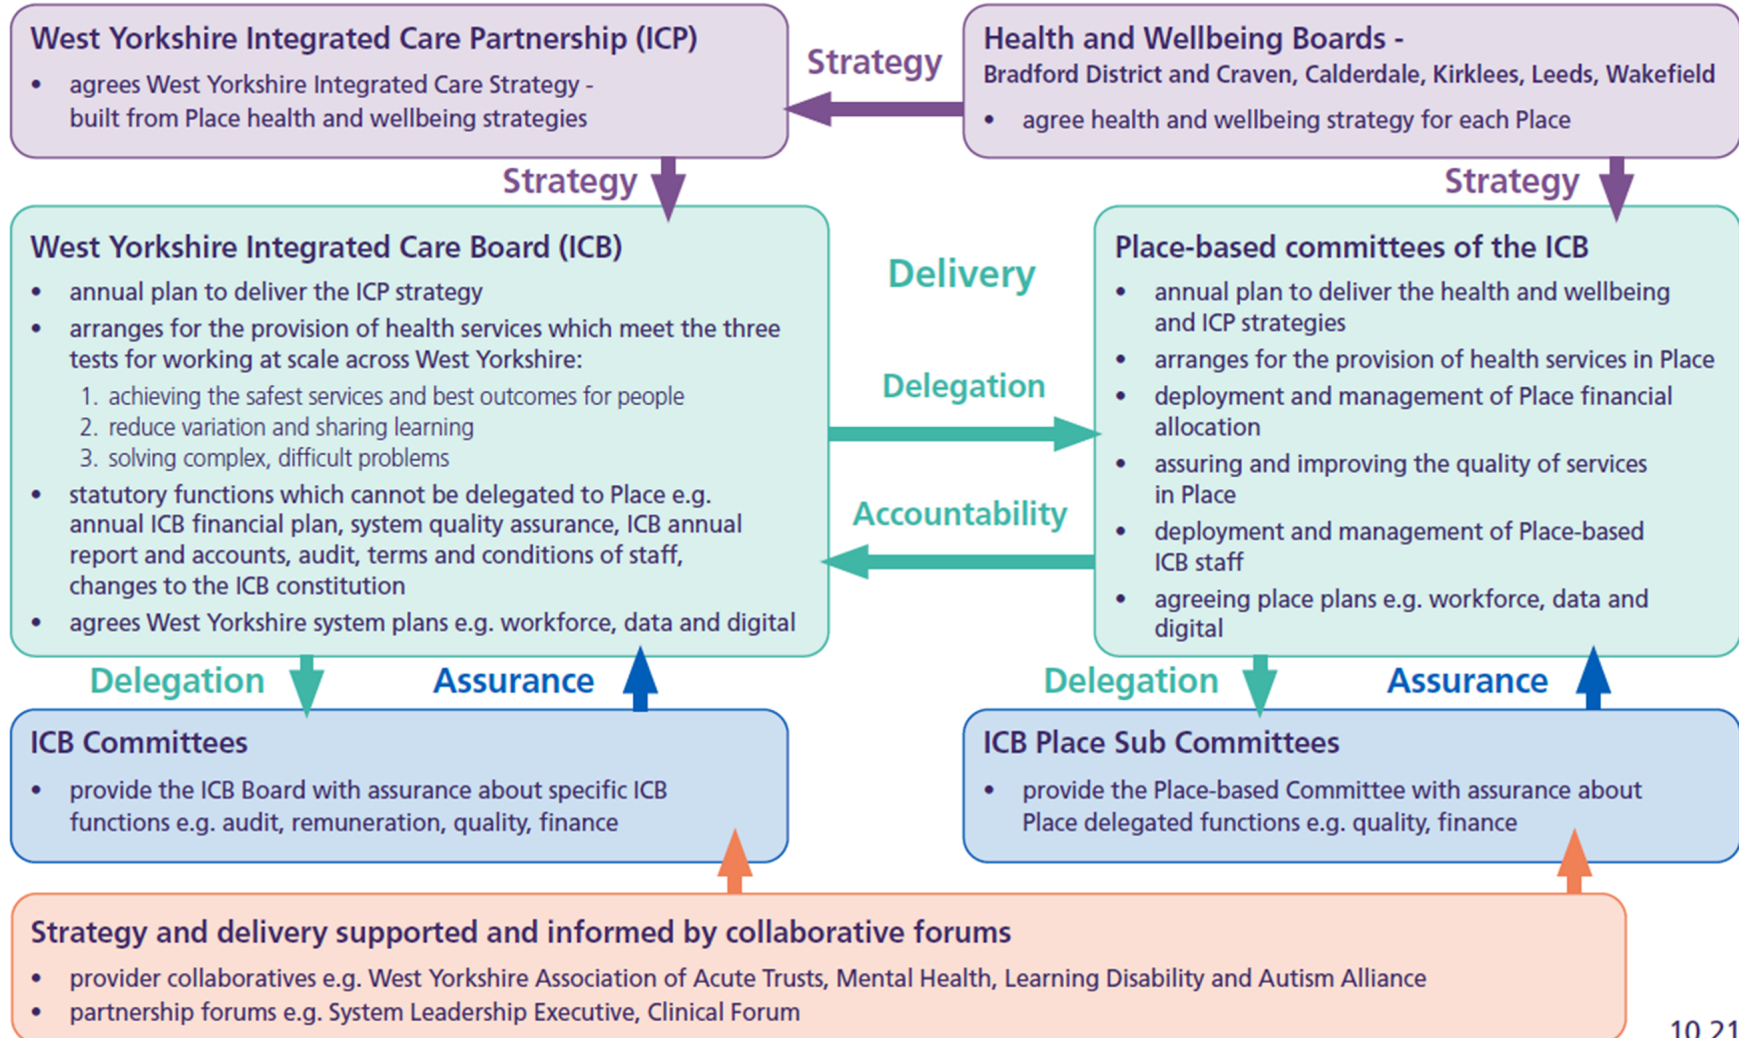 West Yorkshire Integrated Care Partnership (ICP)
• agrees West Yorkshire Integrated Care Strategy -
built from Place health and wellbeing strategies
Strategy
Health and Wellbeing Boards -
Bradford District and Craven, Calderdale, Kirklees, Leeds, Wakefield
• agree health and wellbeing strategy for each Place
Strategy
Strategy
West Yorkshire Integrated Care Board (ICB)
• annual plan to deliver the ICP strategy
• arranges for the provision of health services which meet the three
tests for working at scale across West Yorkshire:
1. achieving the safest services and best outcomes for people
2. reduce variation and sharing learning
3. solving complex, difficult problems
• statutory functions which cannot be delegated to Place e.g.
annual ICB financial plan, system quality assurance, ICB annual
report and accounts, audit, terms and conditions of staff,
changes to the ICB constitution
• agrees West Yorkshire system plans e.g. workforce, data and digital
Delivery
Delegation
Accountability
Place-based committees of the ICB
• annual plan to deliver the health and wellbeing
and ICP strategies
• arranges for the provision of health services in Place
• deployment and management of Place financial
allocation
• assuring and improving the quality of services
in Place
• deployment and management of Place-based
ICB staff
• agreeing place plans e.g. workforce, data and
digital
Delegation
Assurance
Delegation
Assurance
ICB Committees
• provide the ICB Board with assurance about specific ICB
functions e.g. audit, remuneration, quality, finance
ICB Place Sub Committees
• provide the Place-based Committee with assurance about
Place delegated functions e.g. quality, finance
Strategy and delivery supported and informed by collaborative forums
• provider collaboratives e.g. West Yorkshire Association of Acute Trusts, Mental Health, Learning Disability and Autism Alliance
• partnership forums e.g. System Leadership Executive, Clinical Forum
10 21